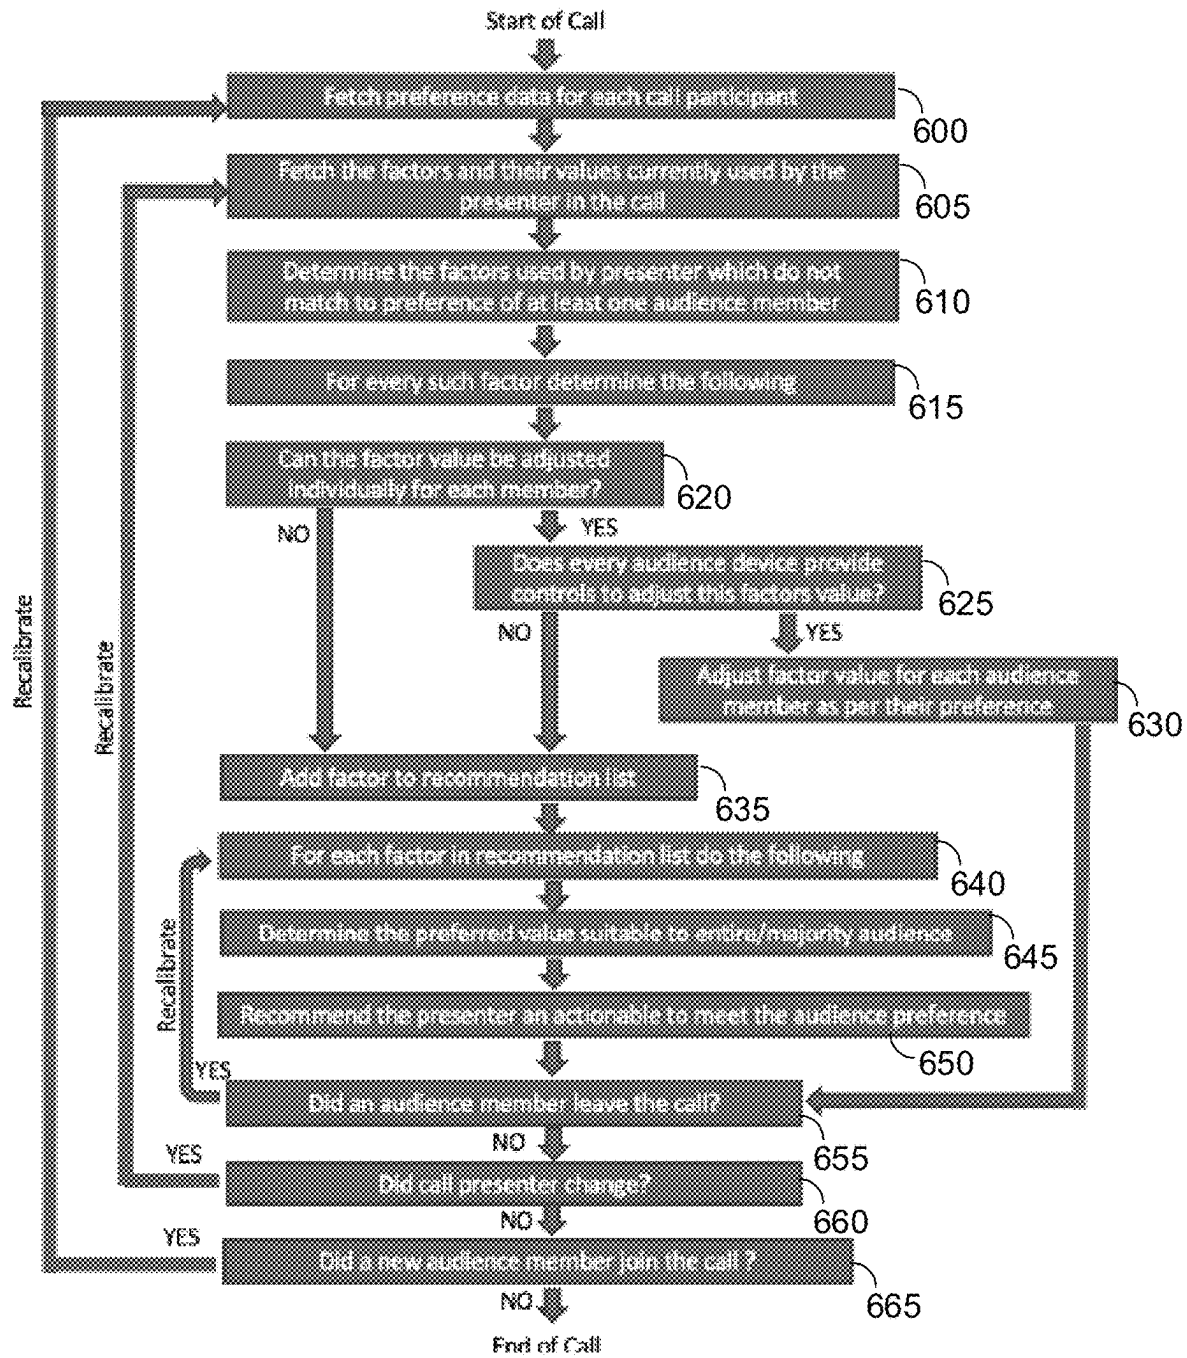 Start of Call
Fetch preference data for each call participant
600
Fetch the factors and their values currently used by the
presenter in the call
605
Determine the factors used by presenter which do not
match to preference of at least one audience member
610
For every such factor determine the following
615
Can the factor value be adjusted
individually for each member?
620
NO
YES
Does every audience device provide
controls to adjust this factors value?
625
NO
YES
Adjust factor value for each audience
member as per their preference
630
Recalibrate
Recalibrate
Add factor to recommendation list
635
For each factor in recommendation list do the following
640
Determine the preferred value suitable to entire/majority audience
645
Recalibrate
Recommend the presenter an actionable to meet the audience preference
650
YES
Did an audience member leave the call?
655
NO
YES
Did call presenter change?
660
NO
YES
Did a new audience member join the call ?
665
NO
End of Call